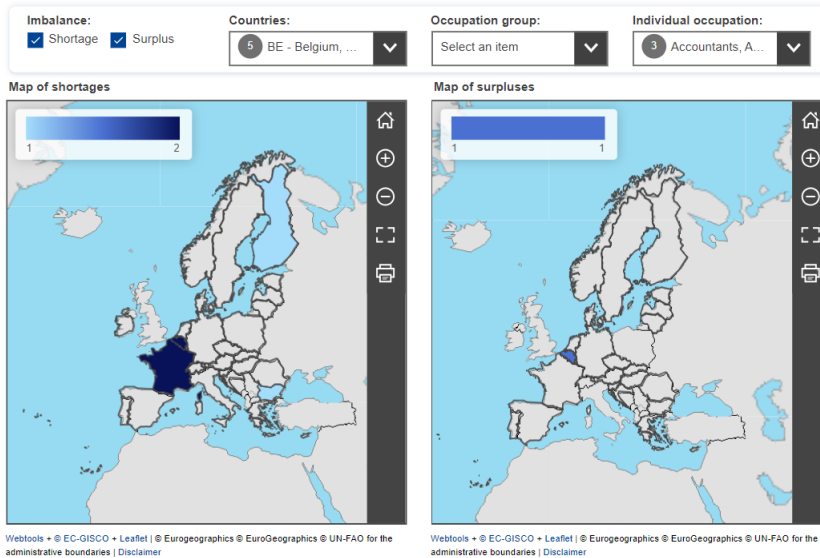 Imbalance:
Shortage Surplus
Countries:
5 BE - Belgium, ...
Occupation group:
Select an item
Individual occupation:
3 Accountants, A...
Map of shortages
1 2
Webtools + © EC-GISCO + Leaflet | © Eurogeographics © EuroGeographics © UN-FAO for the
administrative boundaries | Disclaimer
Map of surpluses
1 1
Webtools + © EC-GISCO + Leaflet | © Eurogeographics © EuroGeographics © UN-FAO for the
administrative boundaries | Disclaimer